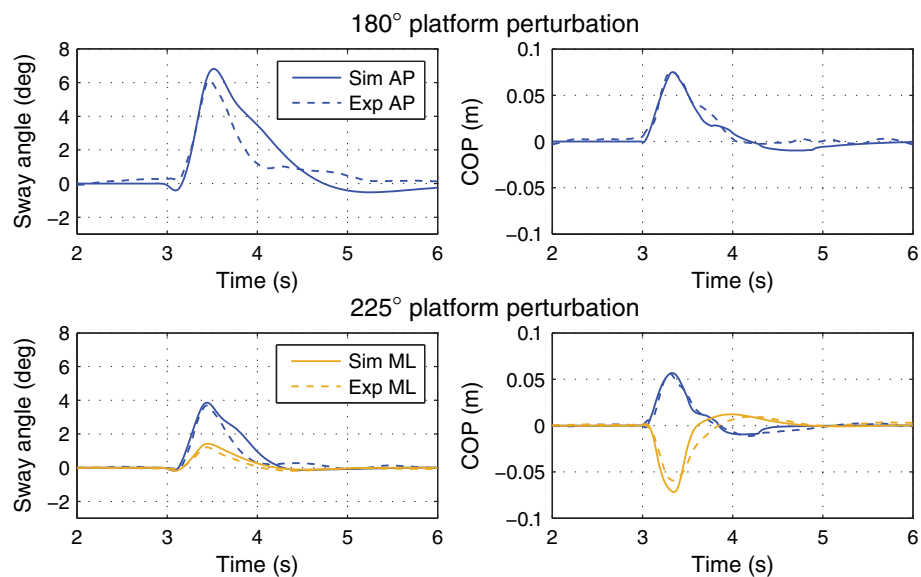 180° platform perturbation
Sway angle (deg)
8
6
4
2
0
−2
Sim AP
Exp AP
2 3 4 5 6
Time (s)
COP (m)
0.1
0.05
0
−0.05
−0.1
2 3 4 5 6
Time (s)
225° platform perturbation
Sway angle (deg)
8
6
4
2
0
−2
Sim ML
Exp ML
2 3 4 5 6
Time (s)
COP (m)
0.1
0.05
0
−0.05
−0.1
2 3 4 5 6
Time (s)